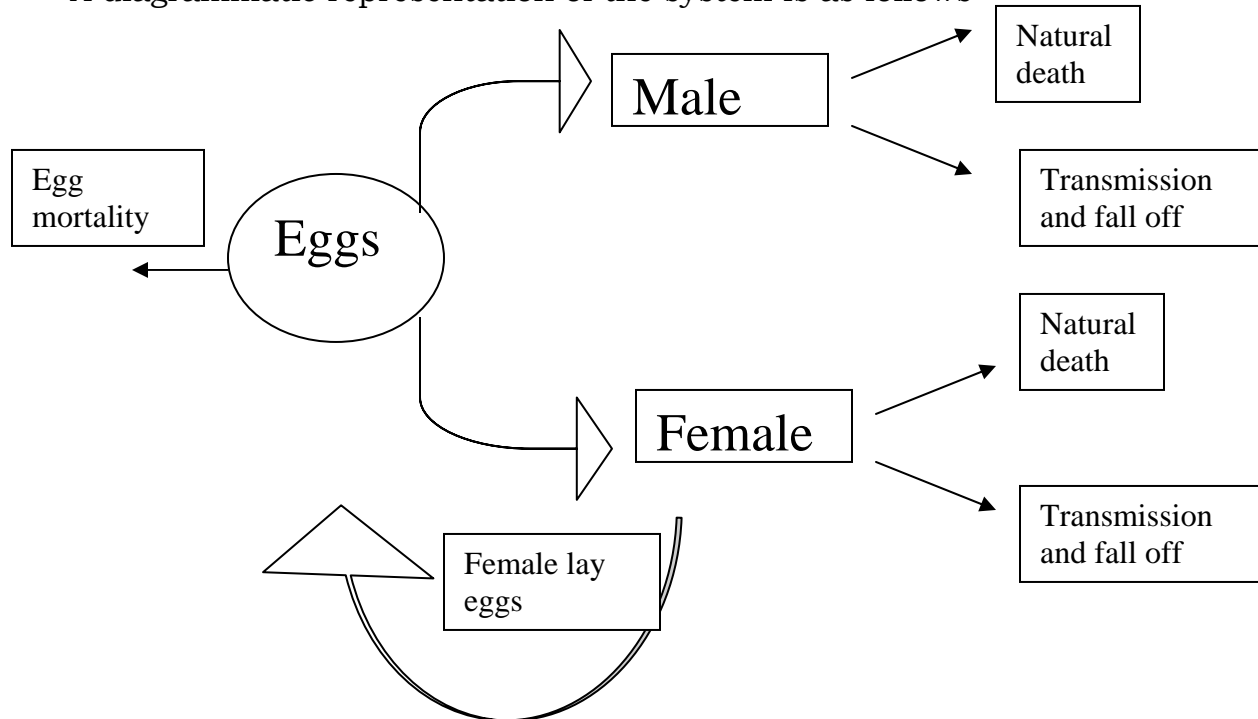 A diagrammatic representation of the system is as follows
Natural
death
Male
Egg
mortality
Transmission
and fall off
Eggs
Natural
death
Female
Transmission
and fall off
Female lay
eggs